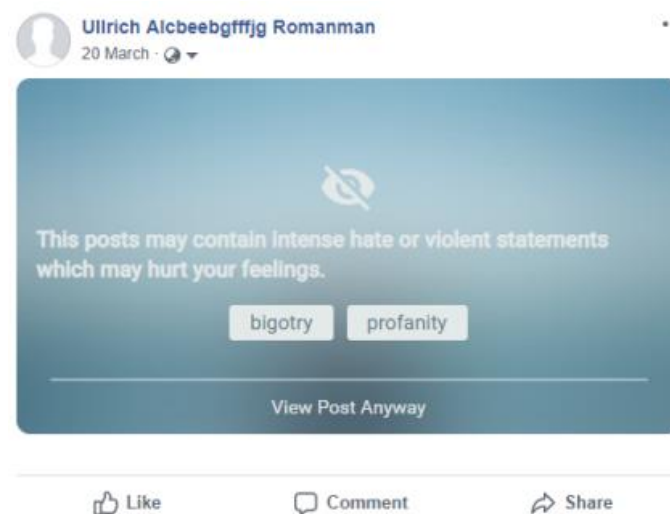 Ullrich Alcbeebgfffjg Romanman
20 March ·
This posts may contain intense hate or violent statements
which may hurt your feelings.
bigotry profanity
View Post Anyway
Like Comment Share